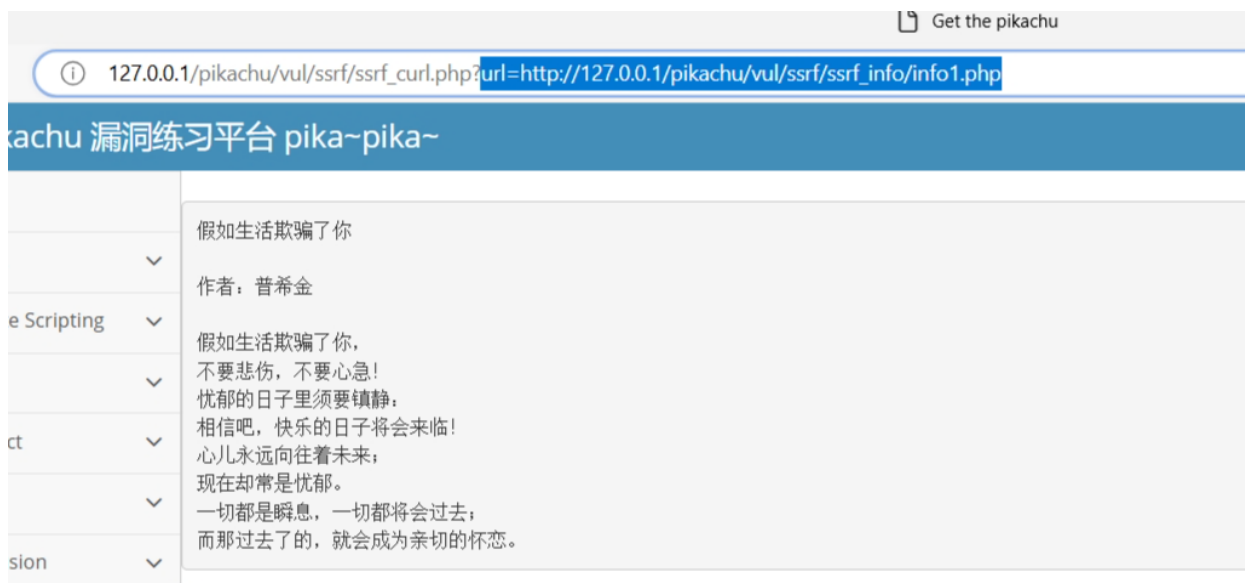 Get the pikachu
127.0.0.1/pikachu/vul/ssrf/ssrf_curl.php?url=http://127.0.0.1/pikachu/vul/ssrf/ssrf_info/info1.php
kachu 漏洞练习平台 pika~pika~
假如生活欺骗了你
作者：普希金
e Scripting
假如生活欺骗了你，
不要悲伤，不要心急！
忧郁的日子里须要镇静：
相信吧，快乐的日子将会来临！
ct
心儿永远向往着未来；
现在却常是忧郁。
一切都是瞬息，一切都将会过去；
而那过去了的，就会成为亲切的怀恋。
sion